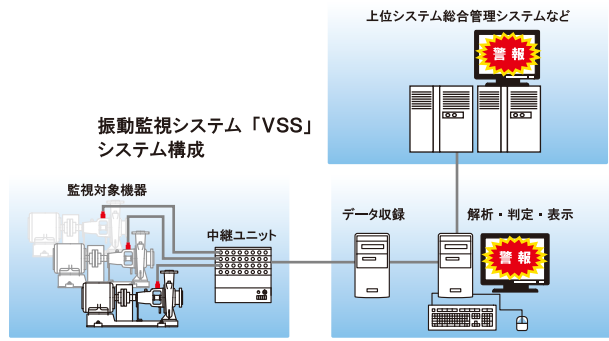 上位システム総合管理システムなど
警報
振動監視システム「VSS」
システム構成
監視対象機器
中継ユニット
データ収録
解析・判定・表示
警報